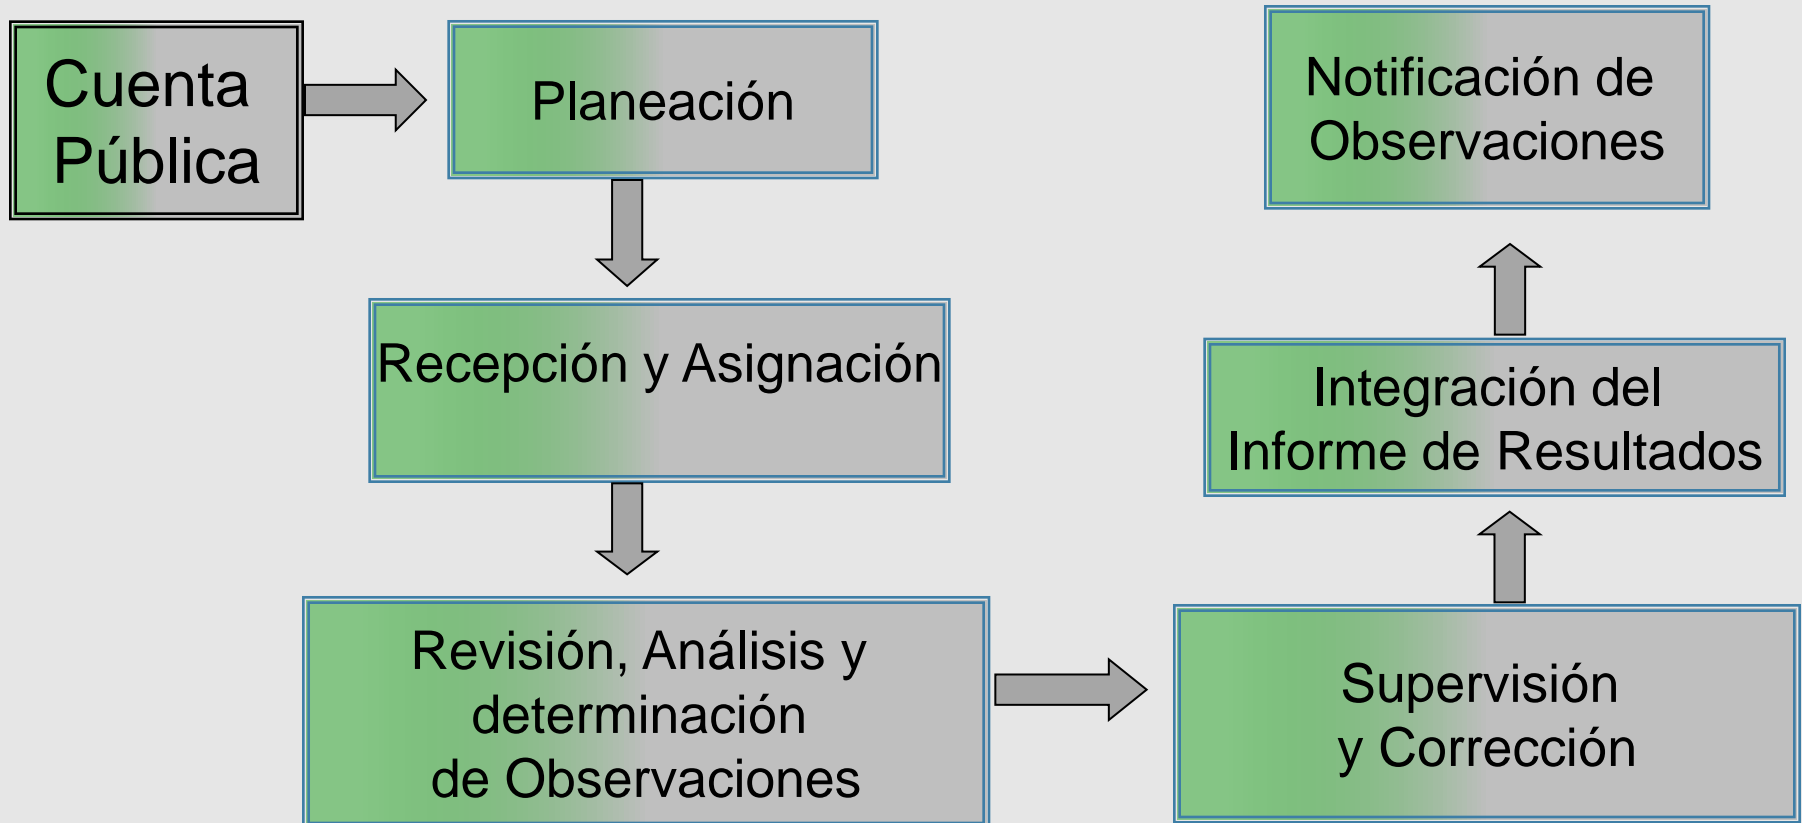 Cuenta
Pública
Planeación
Recepción y Asignación
Revisión, Análisis y
determinación
de Observaciones
Supervisión
y Corrección
Integración del
Informe de Resultados
Notificación de
Observaciones